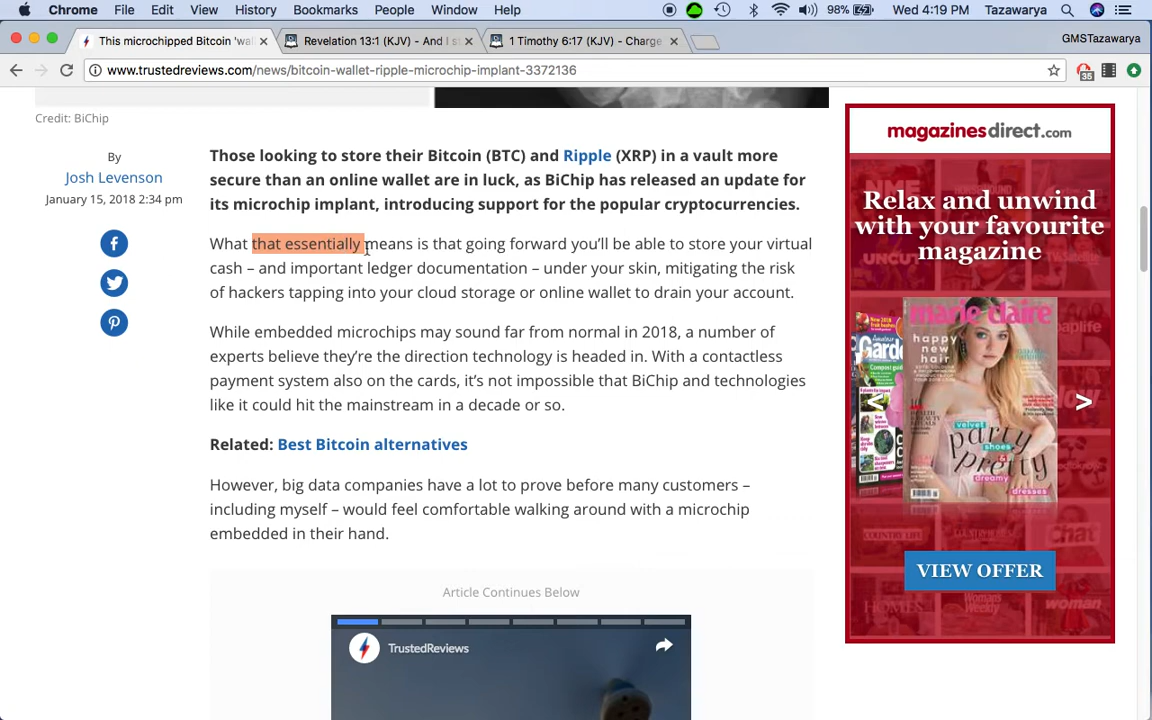 Chrome File Edit View History Bookmarks People Window Help 98% Wed 4:19 PM Tazawarya
This microchipped Bitcoin 'wal Revelation 13:1 (KJV) - And I s 1 Timothy 6:17 (KJV) - Charge GMSTazawarya
www.trustedreviews.com/news/bitcoin-wallet-ripple-microchip-implant-3372136
35
Credit: BiChip
By
Josh Levenson
January 15, 2018 2:34 pm
Those looking to store their Bitcoin (BTC) and Ripple (XRP) in a vault more
secure than an online wallet are in luck, as BiChip has released an update for
its microchip implant, introducing support for the popular cryptocurrencies.
What that essentially means is that going forward you'll be able to store your virtual
cash – and important ledger documentation – under your skin, mitigating the risk
of hackers tapping into your cloud storage or online wallet to drain your account.
While embedded microchips may sound far from normal in 2018, a number of
experts believe they're the direction technology is headed in. With a contactless
payment system also on the cards, it's not impossible that BiChip and technologies
like it could hit the mainstream in a decade or so.
Related: Best Bitcoin alternatives
However, big data companies have a lot to prove before many customers –
including myself – would feel comfortable walking around with a microchip
embedded in their hand.
Article Continues Below
TrustedReviews
magazinesdirect.com
Relax and unwind
with your favourite
magazine
marie claire
happy
new
hair
velvet
party
shoes
&
pretty
dreamy
dresses
VIEW OFFER